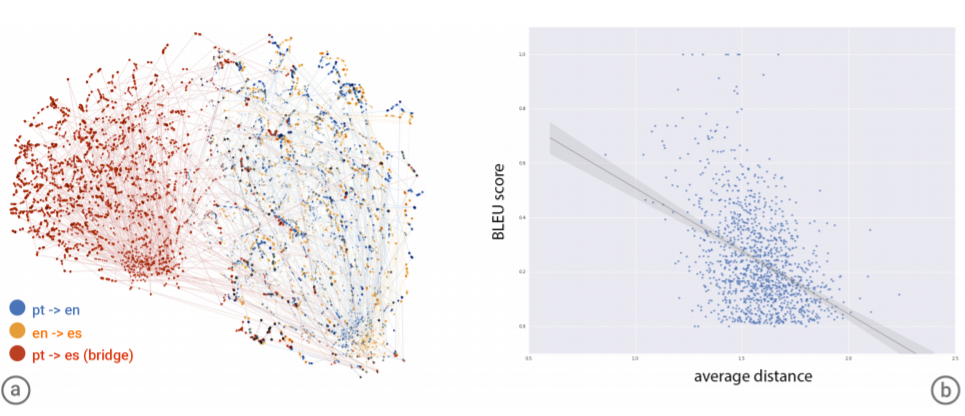 pt -> en
en -> es
pt -> es (bridge)
a
BLEU score
1.0
0.8
0.6
0.4
0.2
0.0
0.5
1.0
1.5
2.0
2.5
average distance
b